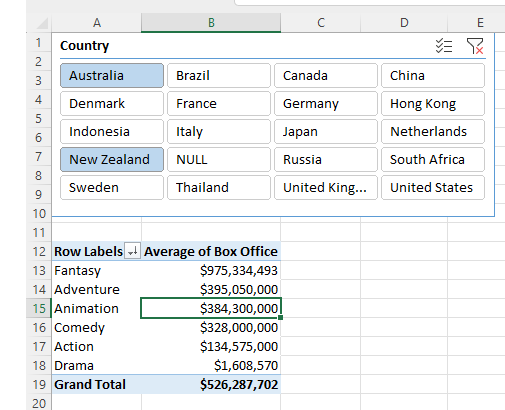 A B C D E
1 Country
2
3 Australia Brazil Canada China
4 Denmark France Germany Hong Kong
5
6 Indonesia Italy Japan Netherlands
7 New Zealand NULL Russia South Africa
8
9 Sweden Thailand United King... United States
10
11
12 Row Labels Average of Box Office
13 Fantasy $975,334,493
14 Adventure $395,050,000
15 Animation $384,300,000
16 Comedy $328,000,000
17 Action $134,575,000
18 Drama $1,608,570
19 Grand Total $526,287,702
20